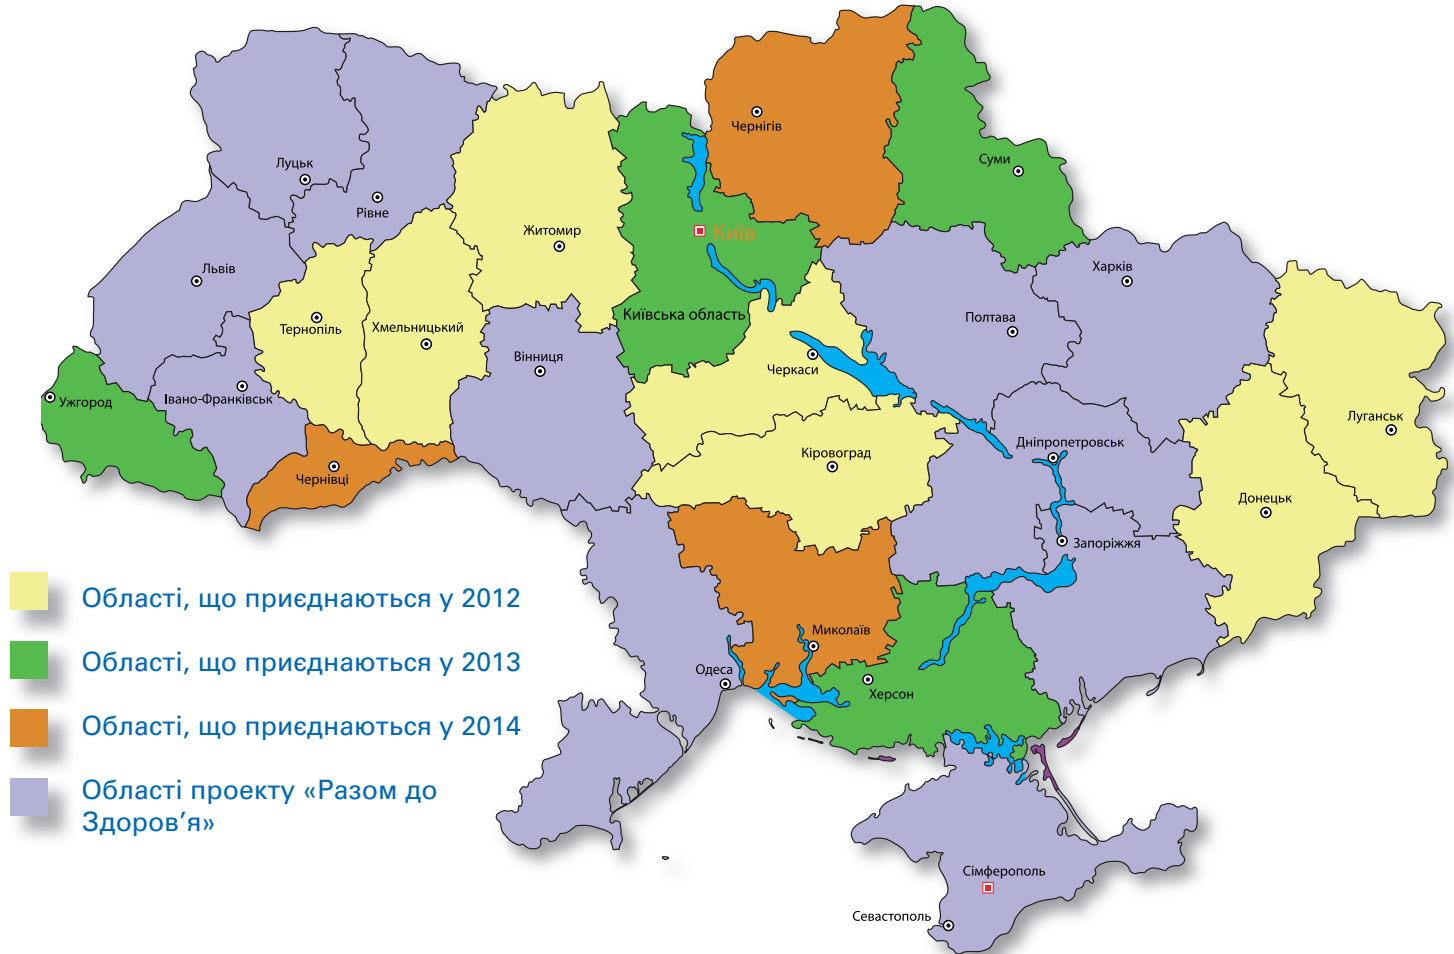 Чернігів
Суми
Луцьк
Рівне
Житомир
Київ
Львів
Харків
Тернопіль
Хмельницький
Київська область
Полтава
Вінниця
Черкаси
Ужгород
Івано-Франківськ
Луганськ
Дніпропетровськ
Кіровоград
Чернівці
Донецьк
Запоріжжя
Області, що приєднаються у 2012
Миколаїв
Області, що приєднаються у 2013
Одеса
Херсон
Області, що приєднаються у 2014
Області проекту «Разом до
Здоров’я»
Сімферополь
Севастополь